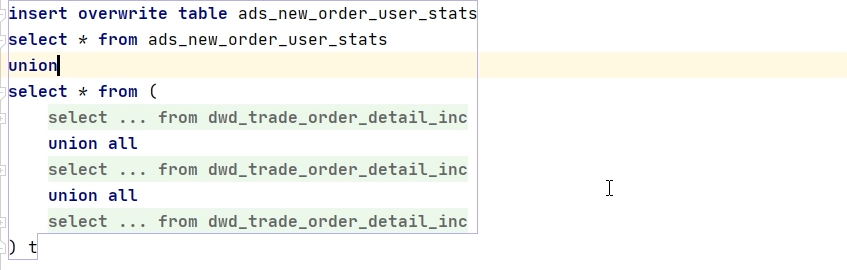 insert overwrite table ads_new_order_user_stats
select * from ads_new_order_user_stats
union
select * from (
select ... from dwd_trade_order_detail_inc
union all
select ... from dwd_trade_order_detail_inc
union all
select ... from dwd_trade_order_detail_inc
) t